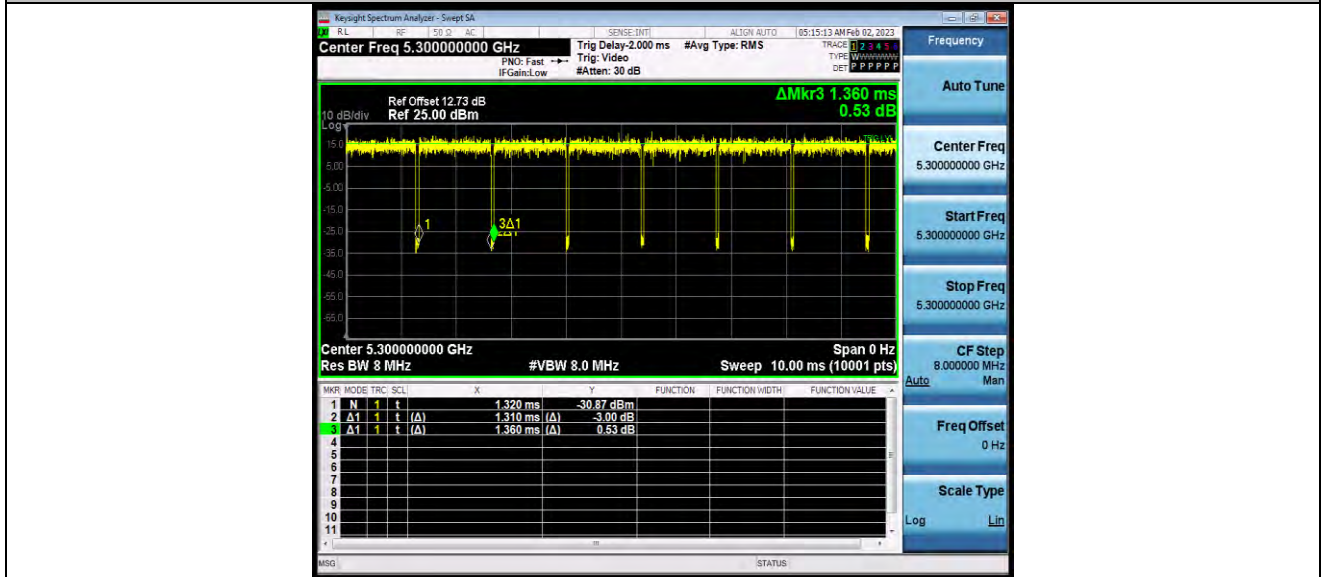 Keysight Spectrum Analyzer - Swept SA
RL RF 50 Ω AC SENSE:INT ALIGN AUTO 05:15:13 AM Feb 02, 2023
Center Freq 5.300000000 GHz
PNO: Fast
IFGain:Low
Trig Delay-2.000 ms
Trig: Video
#Atten: 30 dB
#Avg Type: RMS
TRACE 1 2 3 4 5 6
TYPE WWWWWW
DET P P P P P P
ΔMkr3 1.360 ms
0.53 dB
Ref Offset 12.73 dB
10 dB/div Ref 25.00 dBm
Log
15.0
5.00
-5.00
-15.0
-25.0
-35.0
-45.0
-55.0
-65.0
TRIG LVL
1
3Δ1
Center 5.300000000 GHz Span 0 Hz
Res BW 8 MHz #VBW 8.0 MHz Sweep 10.00 ms (10001 pts)
MKR MODE TRC SCL X Y FUNCTION FUNCTION WIDTH FUNCTION VALUE
1 N 1 t 1.320 ms -30.87 dBm
2 Δ1 1 t (Δ) 1.310 ms (Δ) -3.00 dB
3 Δ1 1 t (Δ) 1.360 ms (Δ) 0.53 dB
4
5
6
7
8
9
10
11
MSG STATUS
Frequency
Auto Tune
Center Freq
5.300000000 GHz
Start Freq
5.300000000 GHz
Stop Freq
5.300000000 GHz
CF Step
8.000000 MHz
Auto Man
Freq Offset
0 Hz
Scale Type
Log Lin